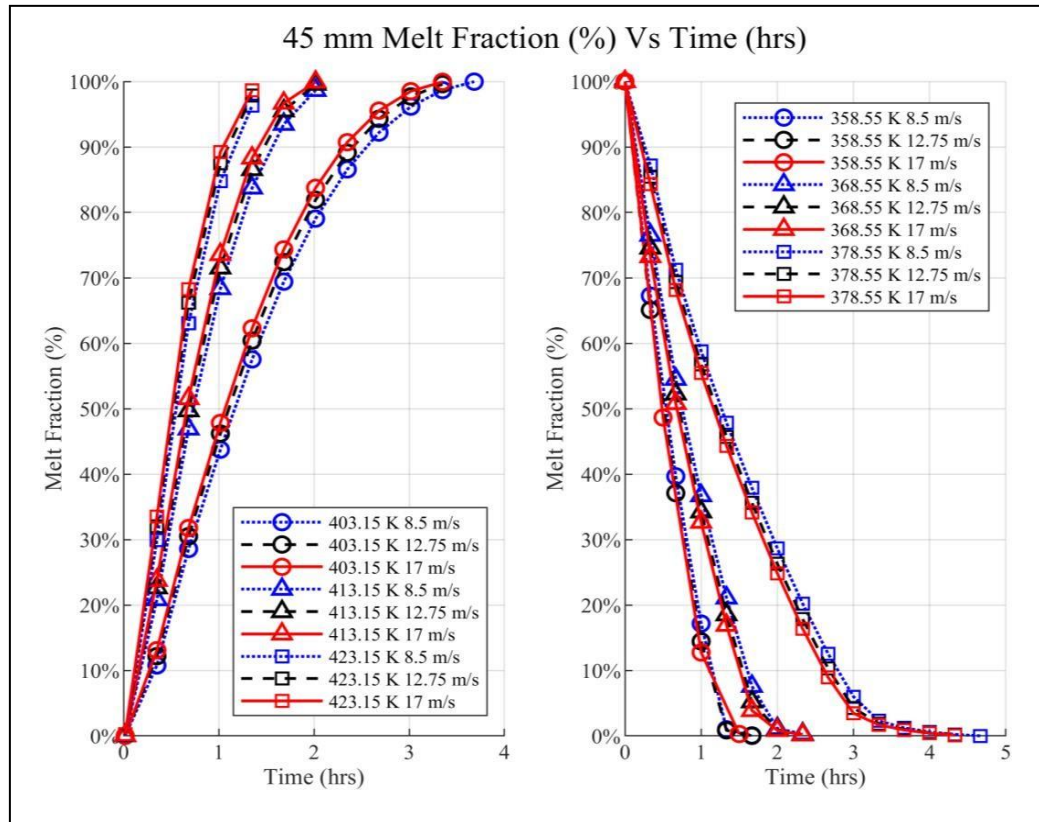 45 mm Melt Fraction (%) Vs Time (hrs)
Melt Fraction (%)
100%
90%
80%
70%
60%
50%
40%
30%
20%
10%
0%
0 1 2 3 4
Time (hrs)
403.15 K 8.5 m/s
403.15 K 12.75 m/s
403.15 K 17 m/s
413.15 K 8.5 m/s
413.15 K 12.75 m/s
413.15 K 17 m/s
423.15 K 8.5 m/s
423.15 K 12.75 m/s
423.15 K 17 m/s
Melt Fraction (%)
100%
90%
80%
70%
60%
50%
40%
30%
20%
10%
0%
0 1 2 3 4 5
Time (hrs)
358.55 K 8.5 m/s
358.55 K 12.75 m/s
358.55 K 17 m/s
368.55 K 8.5 m/s
368.55 K 12.75 m/s
368.55 K 17 m/s
378.55 K 8.5 m/s
378.55 K 12.75 m/s
378.55 K 17 m/s